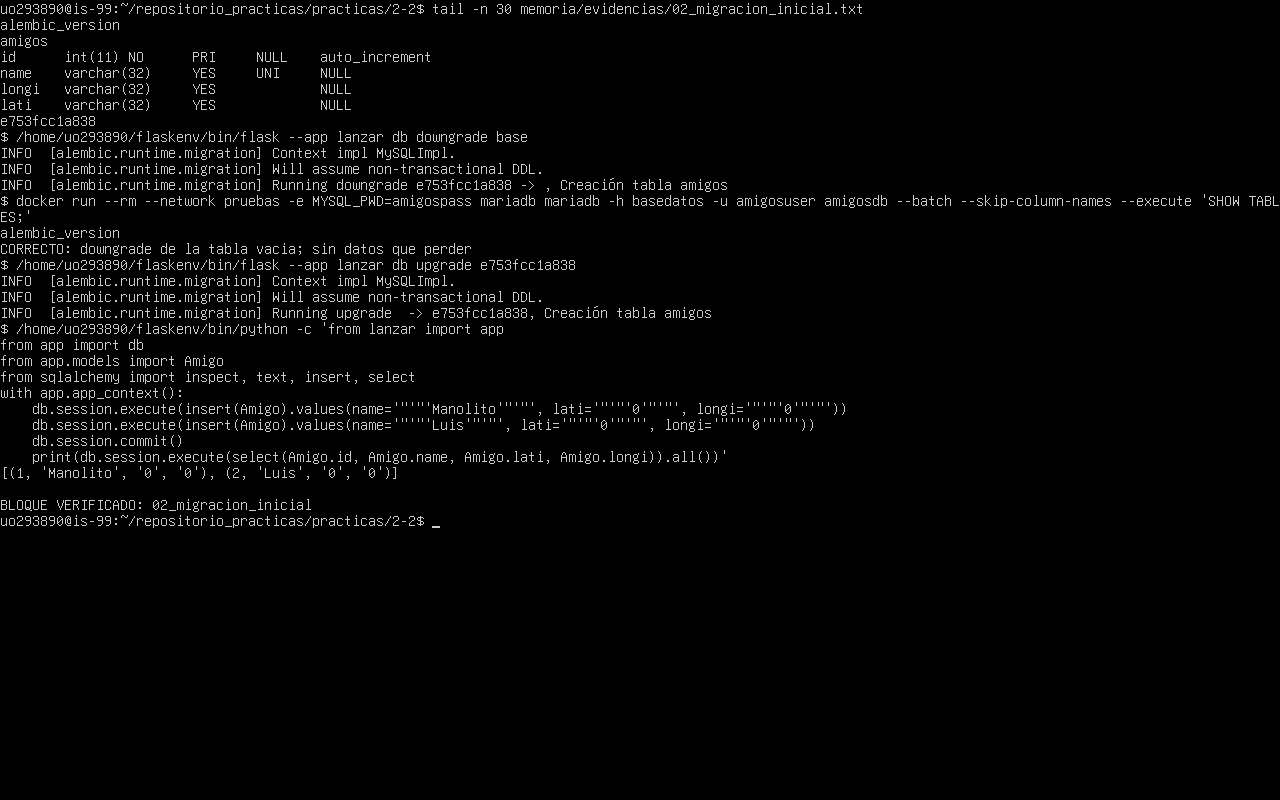 uo293890@is-99:~/repositorio_practicas/practicas/2-2$ tail -n 30 memoria/evidencias/02_migracion_inicial.txt
alembic_version
amigos
id      int(11) NO      PRI     NULL    auto_increment
name    varchar(32)     YES     UNI     NULL
longi   varchar(32)     YES             NULL
lati    varchar(32)     YES             NULL
e753fcc1a838
$ /home/uo293890/flaskenv/bin/flask --app lanzar db downgrade base
INFO  [alembic.runtime.migration] Context impl MySQLImpl.
INFO  [alembic.runtime.migration] Will assume non-transactional DDL.
INFO  [alembic.runtime.migration] Running downgrade e753fcc1a838 -> , Creación tabla amigos
$ docker run --rm --network pruebas -e MYSQL_PWD=amigospass mariadb mariadb -h basedatos -u amigosuser amigosdb --batch --skip-column-names --execute 'SHOW TABL
ES;'
alembic_version
CORRECTO: downgrade de la tabla vacia; sin datos que perder
$ /home/uo293890/flaskenv/bin/flask --app lanzar db upgrade e753fcc1a838
INFO  [alembic.runtime.migration] Context impl MySQLImpl.
INFO  [alembic.runtime.migration] Will assume non-transactional DDL.
INFO  [alembic.runtime.migration] Running upgrade  -> e753fcc1a838, Creación tabla amigos
$ /home/uo293890/flaskenv/bin/python -c 'from lanzar import app
from app import db
from app.models import Amigo
from sqlalchemy import inspect, text, insert, select
with app.app_context():
    db.session.execute(insert(Amigo).values(name='"'"'Manolito'"'"', lati='"'"'0'"'"', longi='"'"'0'"'"'))
    db.session.execute(insert(Amigo).values(name='"'"'Luis'"'"', lati='"'"'0'"'"', longi='"'"'0'"'"'))
    db.session.commit()
    print(db.session.execute(select(Amigo.id, Amigo.name, Amigo.lati, Amigo.longi)).all())'
[(1, 'Manolito', '0', '0'), (2, 'Luis', '0', '0')]
BLOQUE VERIFICADO: 02_migracion_inicial
uo293890@is-99:~/repositorio_practicas/practicas/2-2$ _